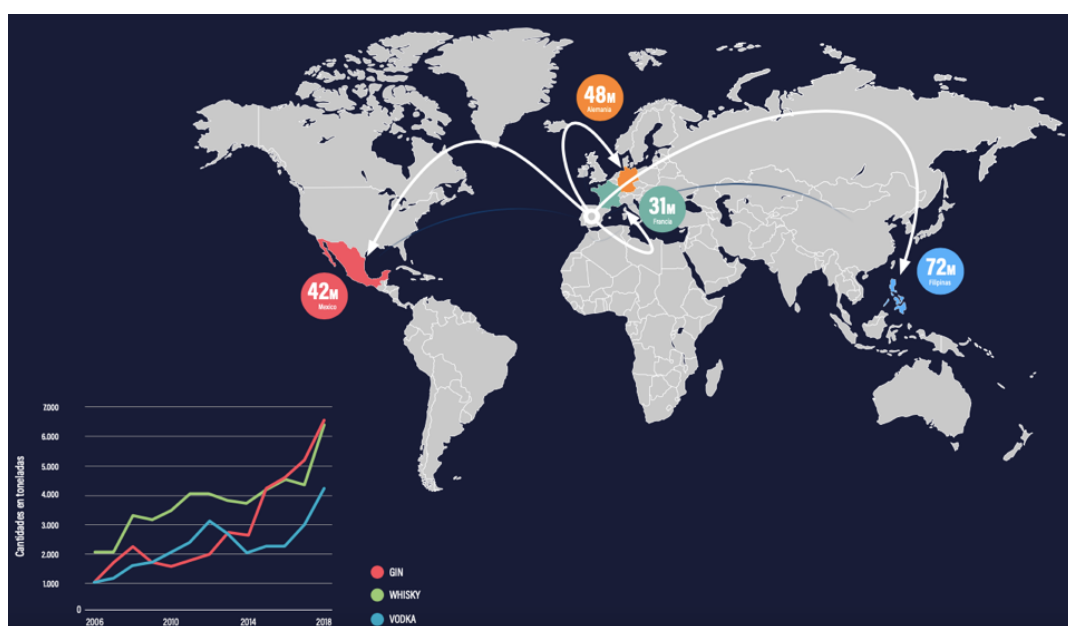 48M
Alemania
31M
Francia
72M
Filipinas
42M
Mexico
7.000
6.000
5.000
4.000
3.000
2.000
1.000
0
Cantidades en toneladas
2006
2010
2014
2018
GIN
WHISKY
VODKA